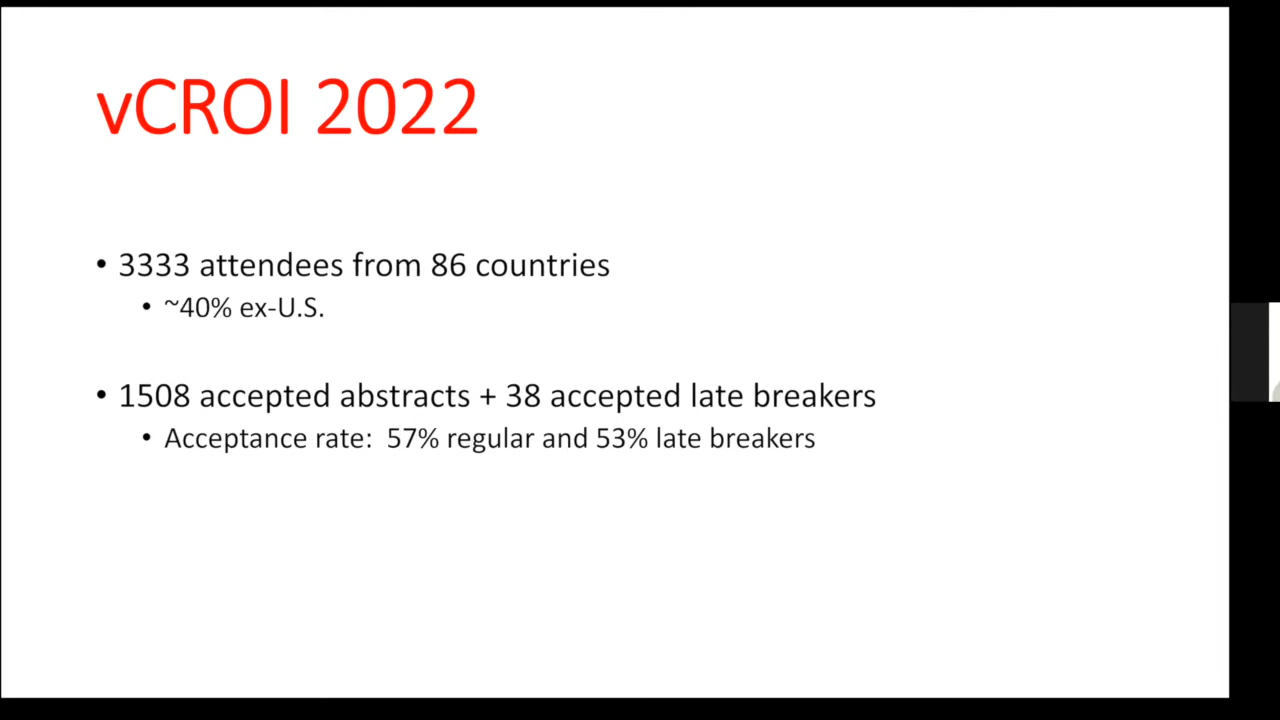 vCROI 2022
• 3333 attendees from 86 countries
• ~40% ex-U.S.
• 1508 accepted abstracts + 38 accepted late breakers
• Acceptance rate:  57% regular and 53% late breakers